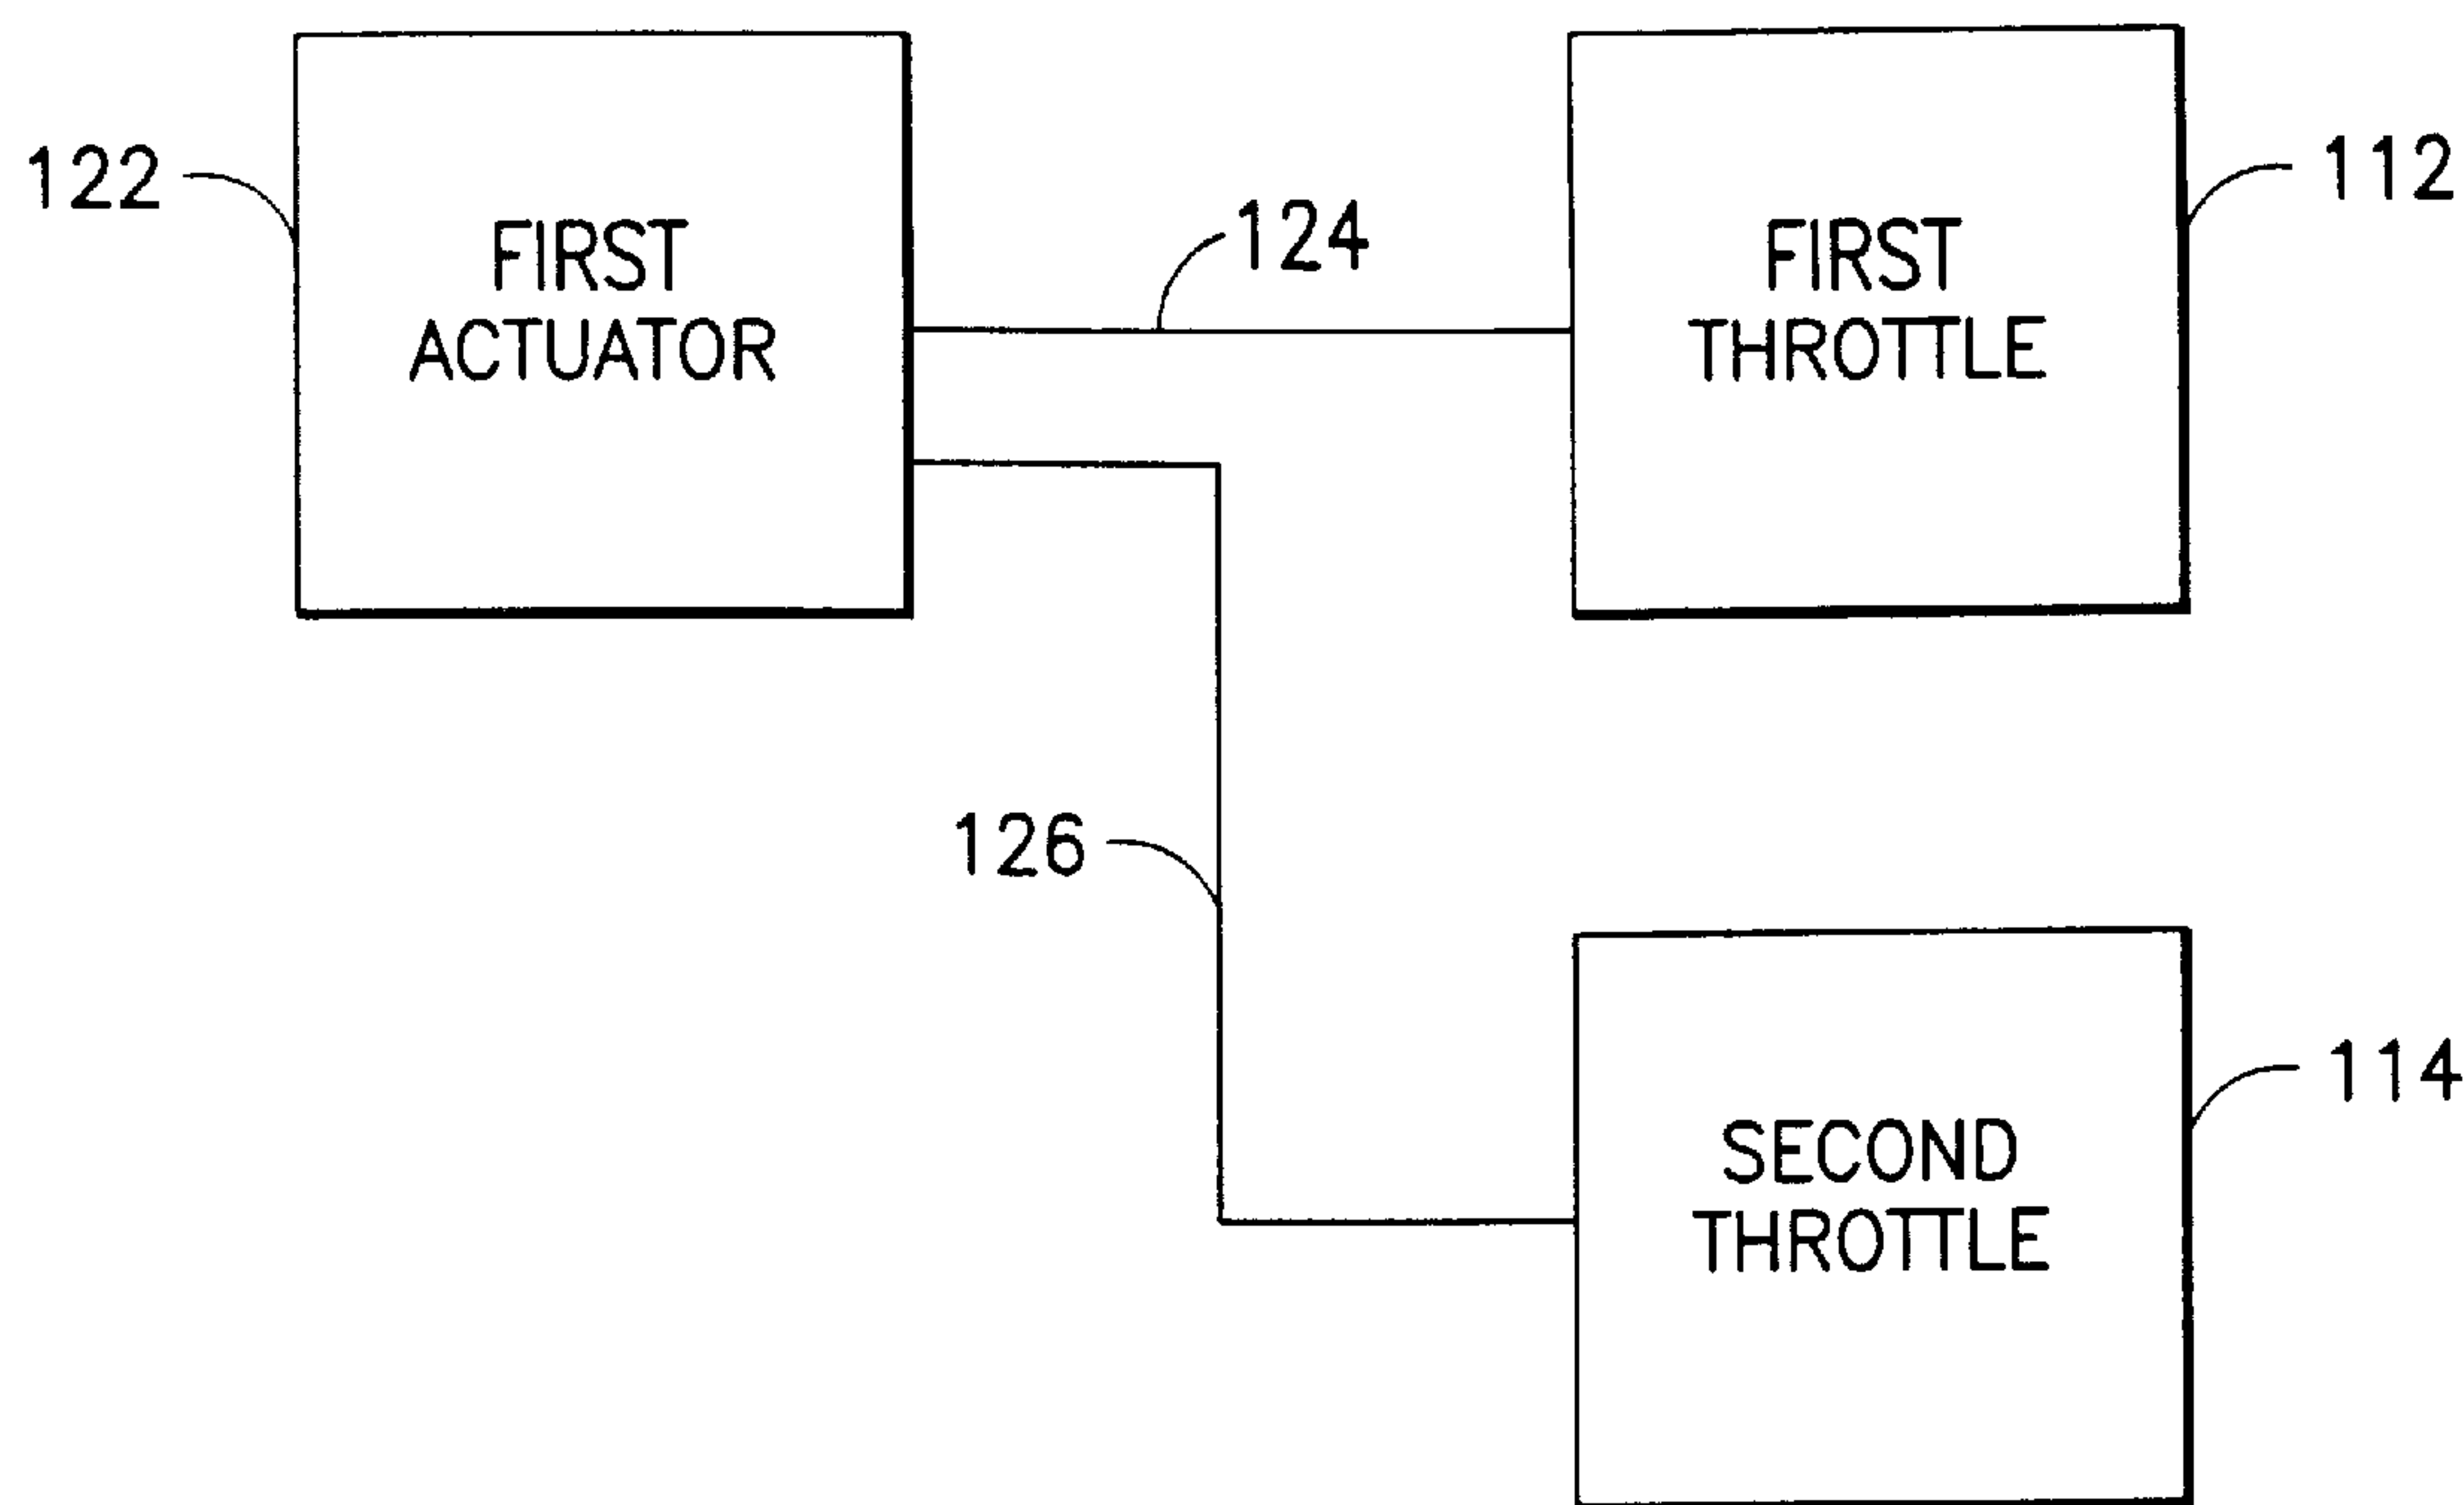 122
FIRST
ACTUATOR
124
FIRST
THROTTLE
112
126
SECOND
THROTTLE
114